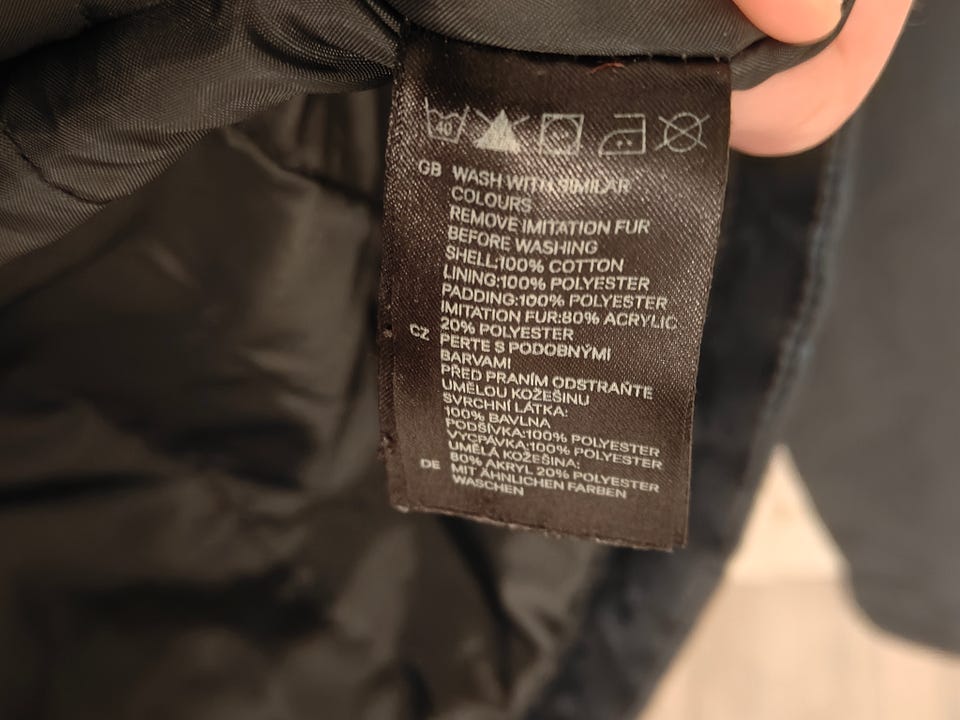 40
GB WASH WITH SIMILAR
COLOURS
REMOVE IMITATION FUR
BEFORE WASHING
SHELL:100% COTTON
LINING:100% POLYESTER
PADDING:100% POLYESTER
IMITATION FUR:80% ACRYLIC
20% POLYESTER
CZ PERTE S PODOBNÝMI
BARVAMI
PŘED PRANÍM ODSTRAŇTE
UMĚLOU KOŽEŠINU
SVRCHNÍ LÁTKA:
100% BAVLNA
PODŠÍVKA:100% POLYESTER
VYCPÁVKA:100% POLYESTER
UMĚLÁ KOŽEŠINA:
80% AKRYL 20% POLYESTER
DE MIT ÄHNLICHEN FARBEN
WASCHEN